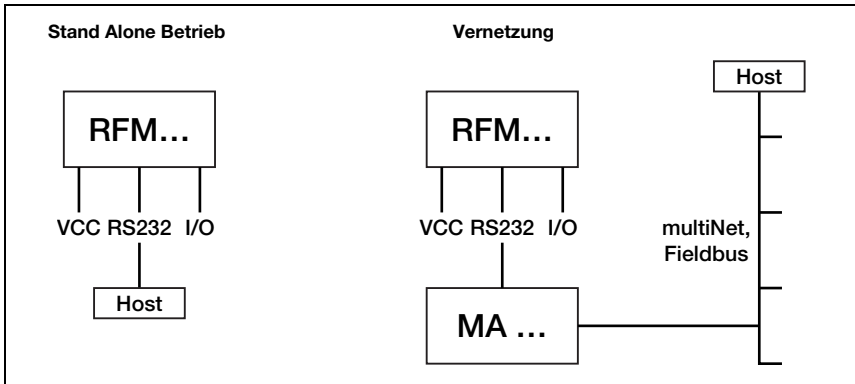 Stand Alone Betrieb
RFM...
VCC RS232 I/O
Host
Vernetzung
RFM...
VCC RS232 I/O
MA ...
Host
multiNet,
Fieldbus